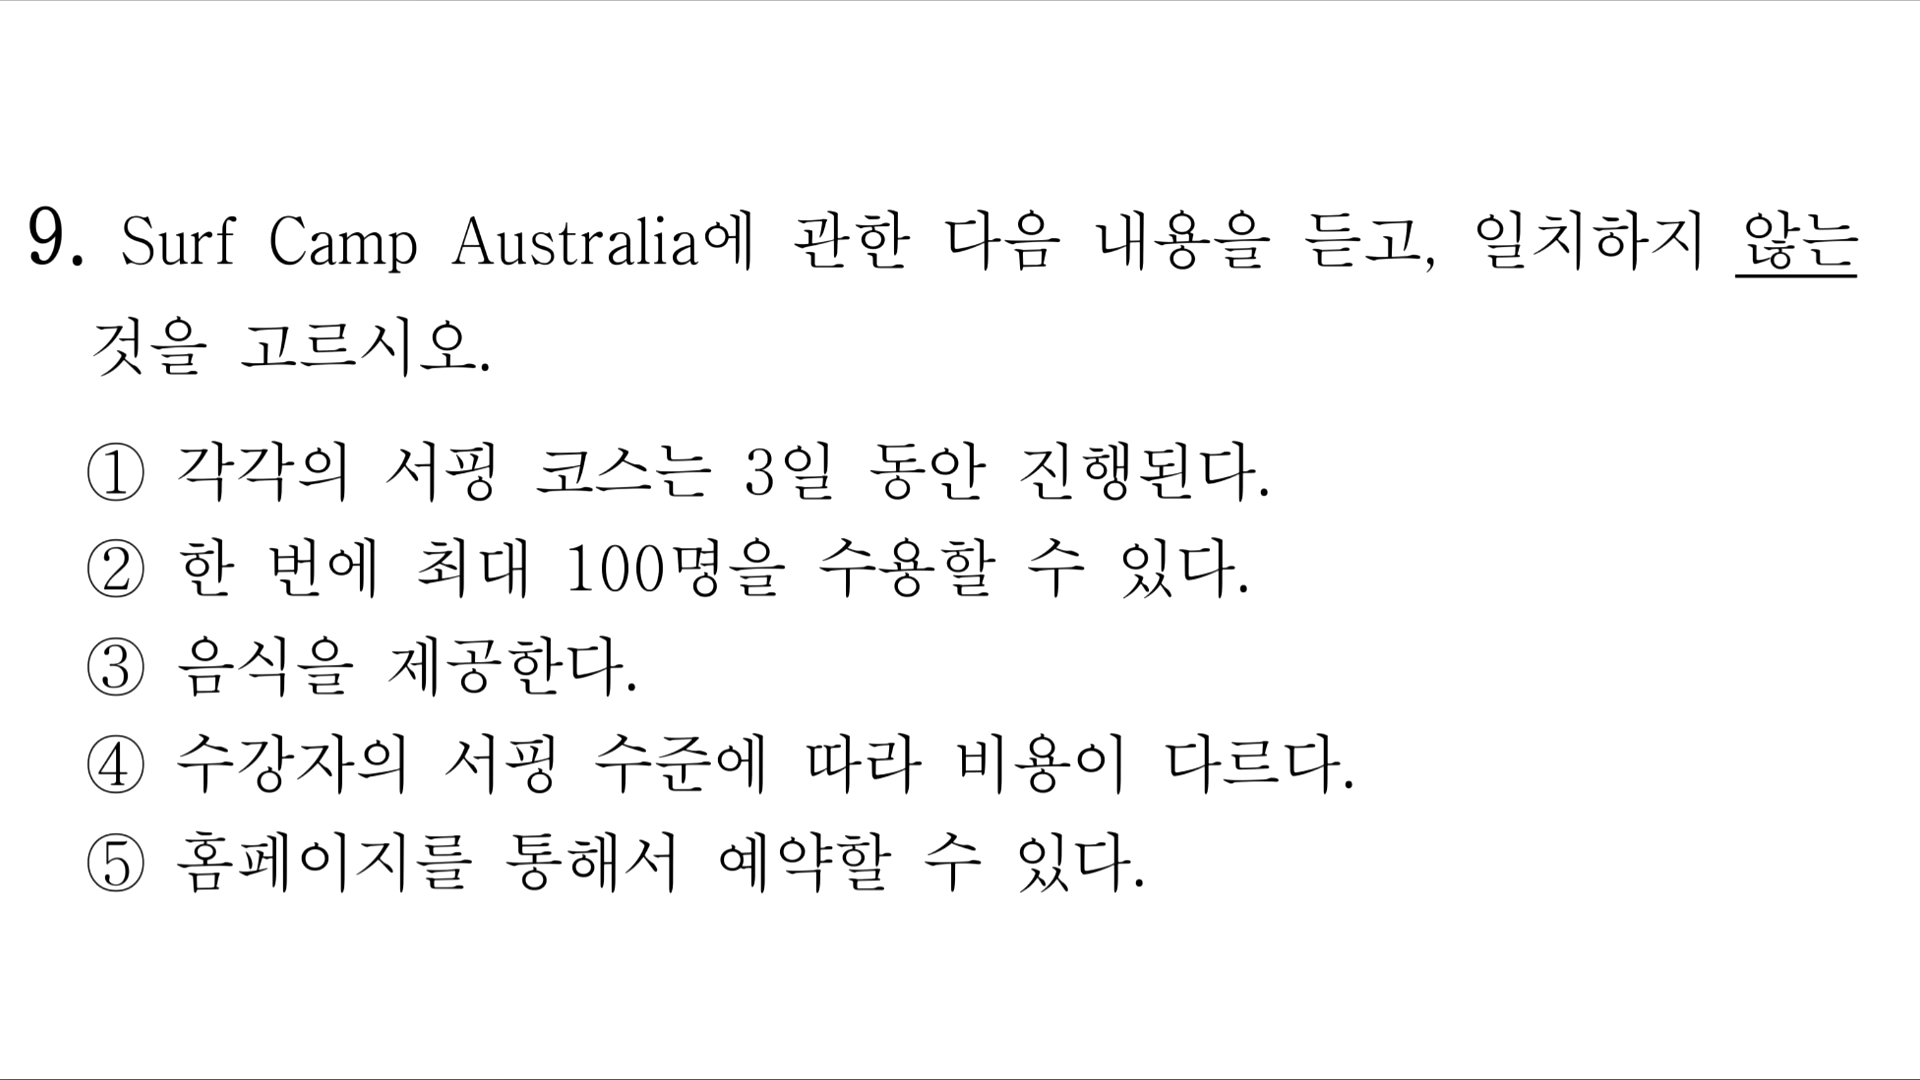 9. Surf Camp Australia에 관한 다음 내용을 듣고, 일치하지 않는
것을 고르시오.
① 각각의 서핑 코스는 3일 동안 진행된다.
② 한 번에 최대 100명을 수용할 수 있다.
③ 음식을 제공한다.
④ 수강자의 서핑 수준에 따라 비용이 다르다.
⑤ 홈페이지를 통해서 예약할 수 있다.